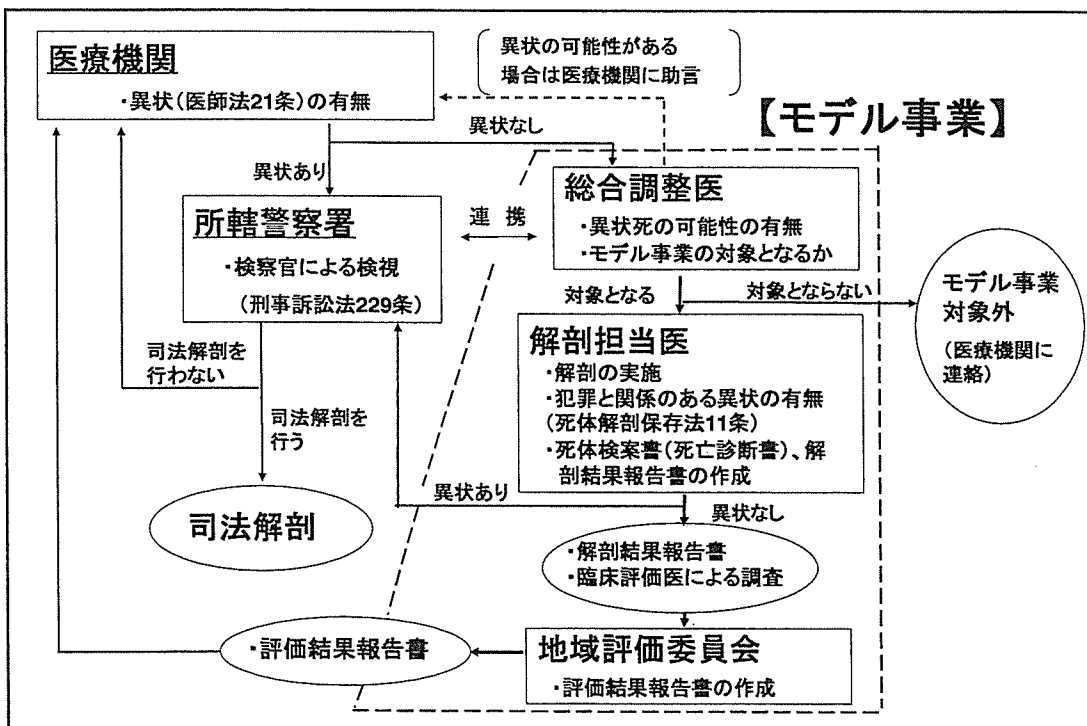 医療機関
・異状(医師法21条)の有無
異状の可能性がある
場合は医療機関に助言
【モデル事業】
異状なし
異状あり
総合調整医
・異状死の可能性の有無
・モデル事業の対象となるか
連携
所轄警察署
・検察官による検視
(刑事訴訟法229条)
対象となる
対象とならない
モデル事業
対象外
(医療機関に
連絡)
解剖担当医
・解剖の実施
・犯罪と関係のある異状の有無
(死体解剖保存法11条)
・死体検案書(死亡診断書)、解
剖結果報告書の作成
司法解剖を
行わない
司法解剖を
行う
異状あり
異状なし
司法解剖
・解剖結果報告書
・臨床評価医による調査
・評価結果報告書
地域評価委員会
・評価結果報告書の作成